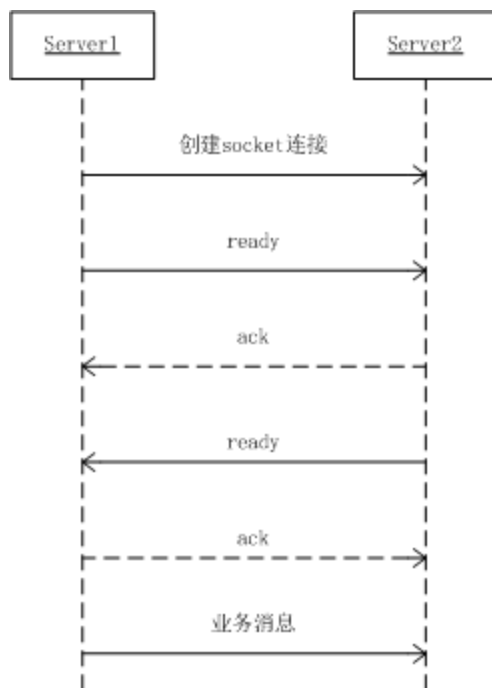 Server1
Server2
创建socket连接
ready
ack
ready
ack
业务消息